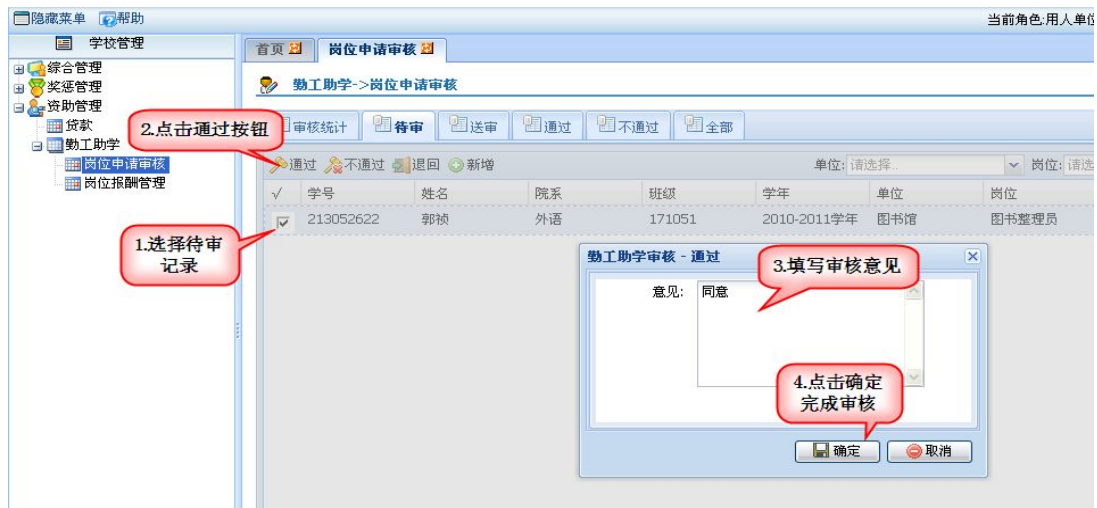 隐藏菜单 帮助 当前角色:用人单位
学校管理
首页 岗位申请审核
综合管理
奖惩管理
资助管理
贷款
勤工助学
岗位申请审核
岗位报酬管理
勤工助学->岗位申请审核
2.点击通过按钮
审核统计 待审 送审 通过 不通过 全部
通过 不通过 退回 新增 单位: 请选择... 岗位: 请选
√ 学号 姓名 院系 班级 学年 单位 岗位
213052622 郭祯 外语 171051 2010-2011学年 图书馆 图书整理员
1.选择待审
记录
勤工助学审核 - 通过
3.填写审核意见
意见: 同意
4.点击确定
完成审核
确定 取消